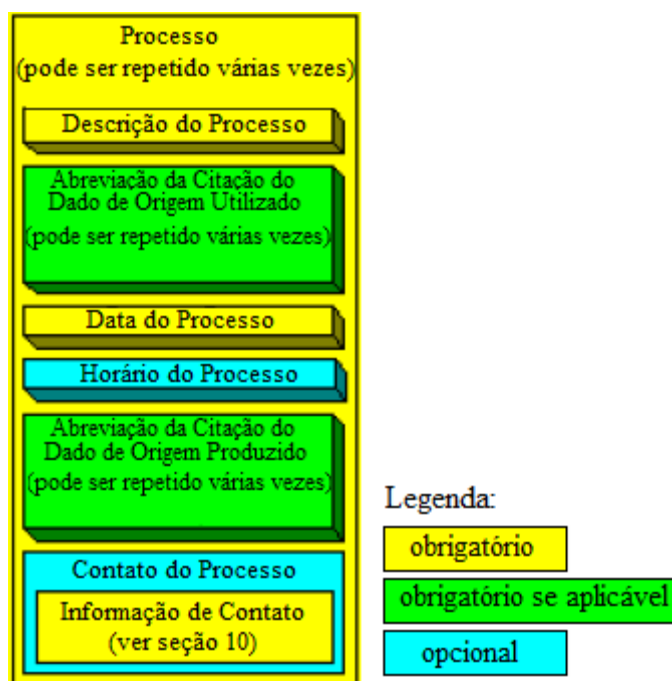 Processo
(pode ser repetido várias vezes)
Descrição do Processo
Abreviação da Citação do
Dado de Origem Utilizado
(pode ser repetido várias vezes)
Data do Processo
Horário do Processo
Abreviação da Citação do
Dado de Origem Produzido
(pode ser repetido várias vezes)
Contato do Processo
Informação de Contato
(ver seção 10)
Legenda:
obrigatório
obrigatório se aplicável
opcional